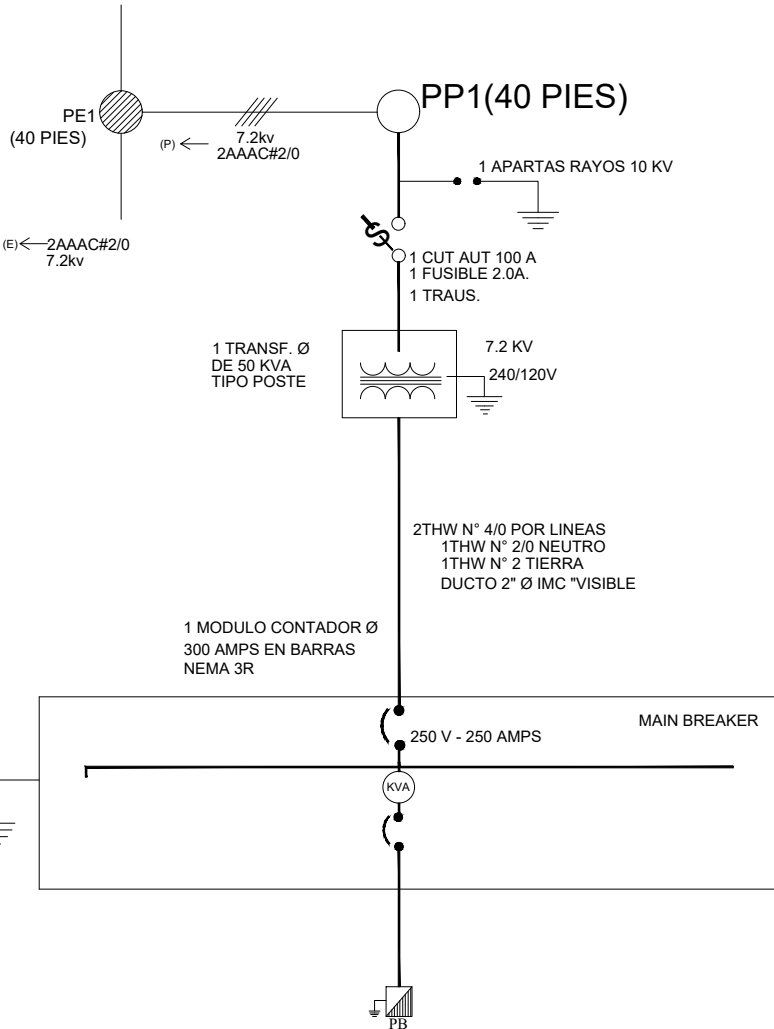 PP1(40 PIES)
PE1
(40 PIES)
(P)
7.2kv
2AAAC#2/0
1 APARTAS RAYOS 10 KV
(E)
2AAAC#2/0
7.2kv
$
1 CUT AUT 100 A
1 FUSIBLE 2.0A.
1 TRAUS.
1 TRANSF. Ø
DE 50 KVA
TIPO POSTE
7.2 KV
240/120V
2THW N° 4/0 POR LINEAS
1THW N° 2/0 NEUTRO
1THW N° 2 TIERRA
DUCTO 2" Ø IMC "VISIBLE
1 MODULO CONTADOR Ø
300 AMPS EN BARRAS
NEMA 3R
MAIN BREAKER
250 V - 250 AMPS
KVA
PB